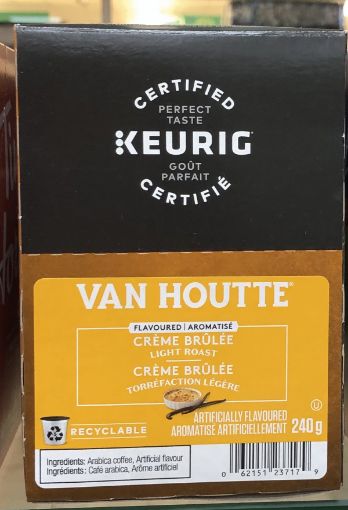 CERTIFIED
PERFECT
TASTE
KEURIG
GOÛT
PARFAIT
CERTIFIÉ
VAN HOUTTE®
FLAVOURED | AROMATISÉ
CRÈME BRÛLÉE
LIGHT ROAST
CRÈME BRÛLÉE
TORRÉFACTION LÉGÈRE
U
ARTIFICIALLY FLAVOURED
AROMATISE ARTIFICIELLEMENT 240 g
RECYCLABLE
Ingredients: Arabica coffee, Artificial flavour
Ingrédients: Café arabica, Arôme artificiel
0 62151 23717 9